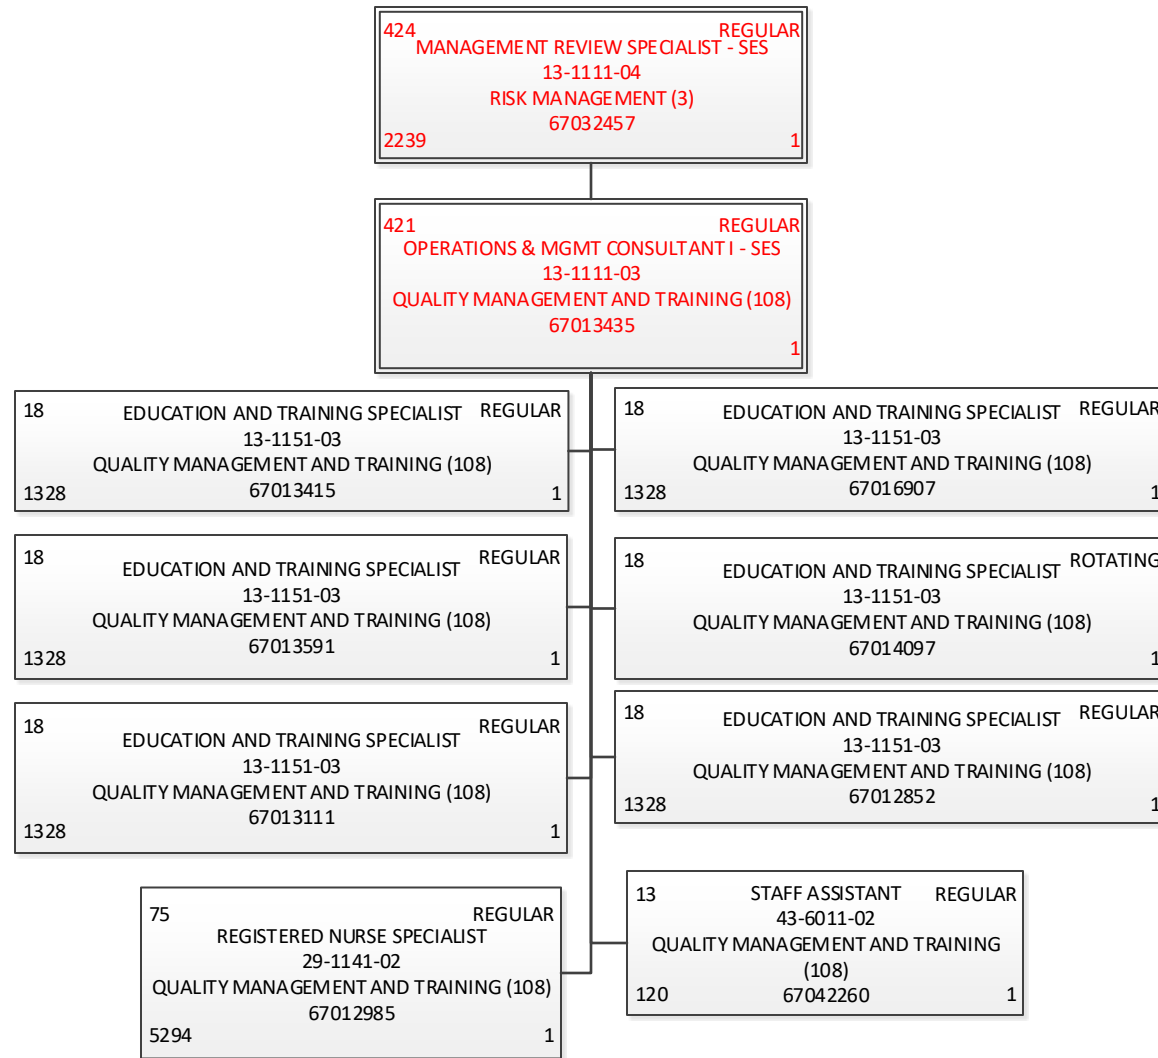 424 REGULAR
MANAGEMENT REVIEW SPECIALIST - SES
13-1111-04
RISK MANAGEMENT (3)
67032457
2239 1
421 REGULAR
OPERATIONS & MGMT CONSULTANT I - SES
13-1111-03
QUALITY MANAGEMENT AND TRAINING (108)
67013435
1
18 EDUCATION AND TRAINING SPECIALIST REGULAR
13-1151-03
QUALITY MANAGEMENT AND TRAINING (108)
67013415
1328 1
18 EDUCATION AND TRAINING SPECIALIST REGULAR
13-1151-03
QUALITY MANAGEMENT AND TRAINING (108)
67016907
1328 1
18 REGULAR
EDUCATION AND TRAINING SPECIALIST
13-1151-03
QUALITY MANAGEMENT AND TRAINING (108)
67013591
1328 1
18 EDUCATION AND TRAINING SPECIALIST ROTATING
13-1151-03
QUALITY MANAGEMENT AND TRAINING (108)
67014097
1
18 REGULAR
EDUCATION AND TRAINING SPECIALIST
13-1151-03
QUALITY MANAGEMENT AND TRAINING (108)
67013111
1328 1
18 EDUCATION AND TRAINING SPECIALIST REGULAR
13-1151-03
QUALITY MANAGEMENT AND TRAINING (108)
67012852
1328 1
75 REGULAR
REGISTERED NURSE SPECIALIST
29-1141-02
QUALITY MANAGEMENT AND TRAINING (108)
67012985
5294 1
13 STAFF ASSISTANT REGULAR
43-6011-02
QUALITY MANAGEMENT AND TRAINING
(108)
120 67042260 1